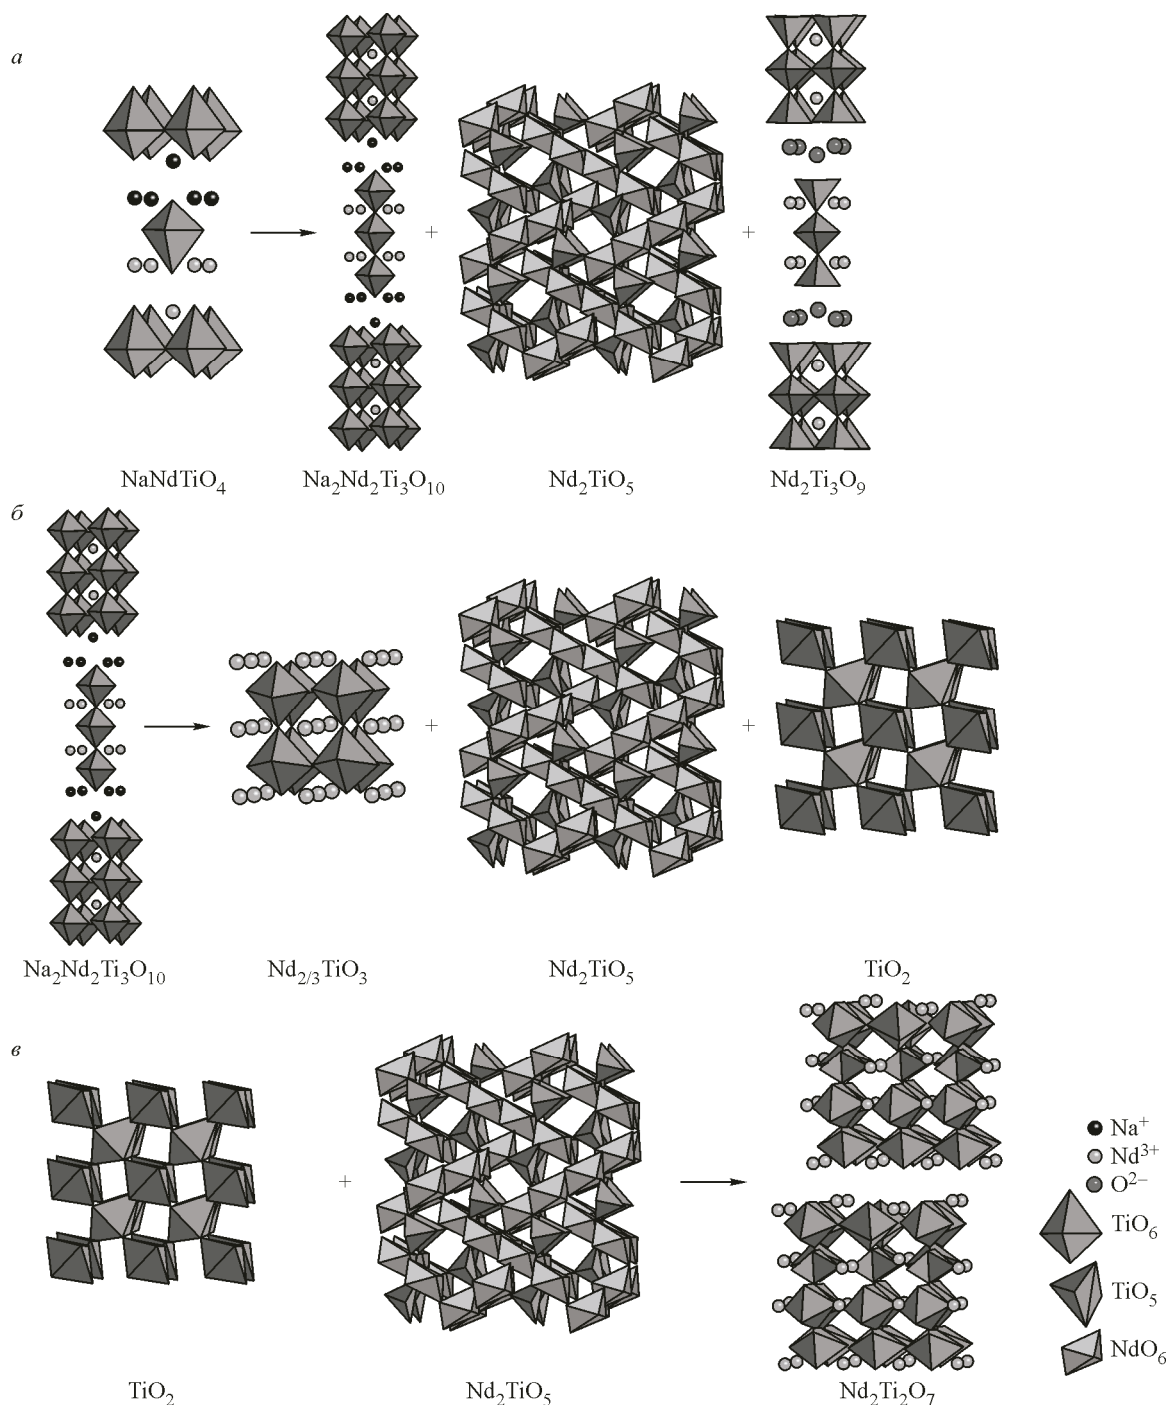 а
+
+
NaNdTiO₄ Na₂Nd₂Ti₃O₁₀ Nd₂TiO₅ Nd₂Ti₃O₉
б
+
+
Na₂Nd₂Ti₃O₁₀ Nd₂/₃TiO₃ Nd₂TiO₅ TiO₂
в
+
Na⁺
Nd³⁺
O²⁻
TiO₆
TiO₅
NdO₆
TiO₂ Nd₂TiO₅ Nd₂Ti₂O₇